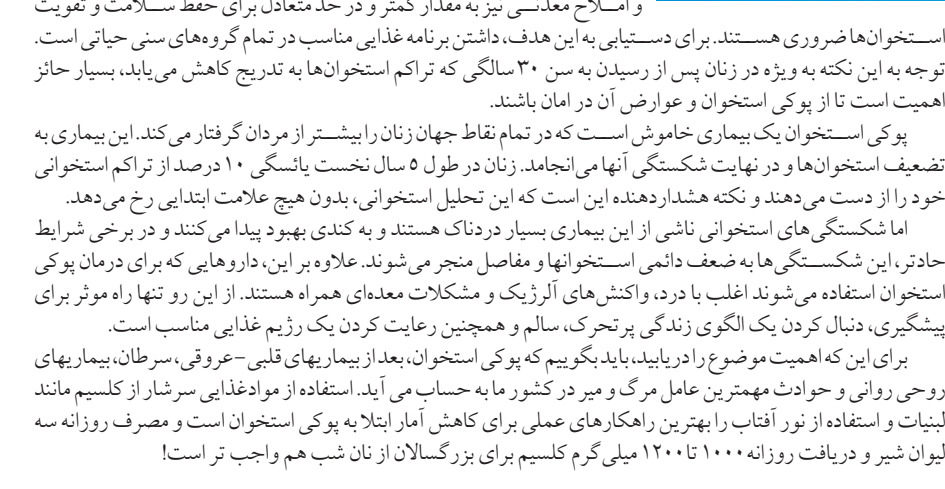 و امـلاح معدنـی نیز به مقدار کمتر و در حد متعادل برای حفظ سـلامت و تقویت
استخوان‌ها ضروری هستند. برای دستیابی به این هدف، داشتن برنامه غذایی مناسب در تمام گروه‌های سنی حیاتی است.
توجه به این نکته به ویژه در زنان پس از رسیدن به سن ۳۰ سالگی که تراکم استخوان‌ها به تدریج کاهش می‌یابد، بسیار حائز
اهمیت است تا از پوکی استخوان و عوارض آن در امان باشند.
پوکی استخوان یک بیماری خاموش است که در تمام نقاط جهان زنان را بیشتر از مردان گرفتار می‌کند. این بیماری به
تضعیف استخوان‌ها و در نهایت شکستگی آنها می‌انجامد. زنان در طول ۵ سال نخست یائسگی ۱۰ درصد از تراکم استخوانی
خود را از دست می‌دهند و نکته هشداردهنده این است که این تحلیل استخوانی، بدون هیچ علامت ابتدایی رخ می‌دهد.
اما شکستگی‌های استخوانی ناشی از این بیماری بسیار دردناک هستند و به کندی بهبود پیدا می‌کنند و در برخی شرایط
حادتر، این شکستگی‌ها به ضعف دائمی استخوانها و مفاصل منجر می‌شوند. علاوه بر این، داروهایی که برای درمان پوکی
استخوان استفاده می‌شوند اغلب با درد، واکنش‌های آلرژیک و مشکلات معده‌ای همراه هستند. از این رو تنها راه موثر برای
پیشگیری، دنبال کردن یک الگوی زندگی پرتحرک، سالم و همچنین رعایت کردن یک رژیم غذایی مناسب است.
برای این که اهمیت موضوع را دریابید، باید بگوییم که پوکی استخوان، بعد از بیماریهای قلبی-عروقی، سرطان، بیماریهای
روحی روانی و حوادث مهمترین عامل مرگ و میر در کشور ما به حساب می آید. استفاده از موادغذایی سرشار از کلسیم مانند
لبنیات و استفاده از نور آفتاب را بهترین راهکارهای عملی برای کاهش آمار ابتلا به پوکی استخوان است و مصرف روزانه سه
لیوان شیر و دریافت روزانه ۱۰۰۰ تا ۱۲۰۰ میلی‌گرم کلسیم برای بزرگسالان از نان شب هم واجب تر است!